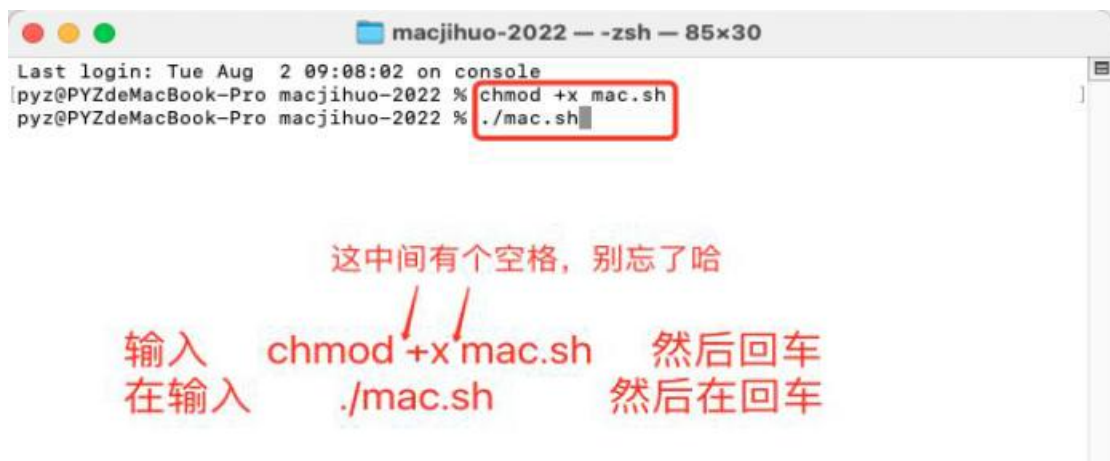 macjihuo-2022 — -zsh — 85×30
Last login: Tue Aug  2 09:08:02 on console
[pyz@PYZdeMacBook-Pro macjihuo-2022 % chmod +x mac.sh ]
pyz@PYZdeMacBook-Pro macjihuo-2022 % ./mac.sh
这中间有个空格，别忘了哈
输入 chmod +x mac.sh 然后回车
在输入 ./mac.sh 然后在回车